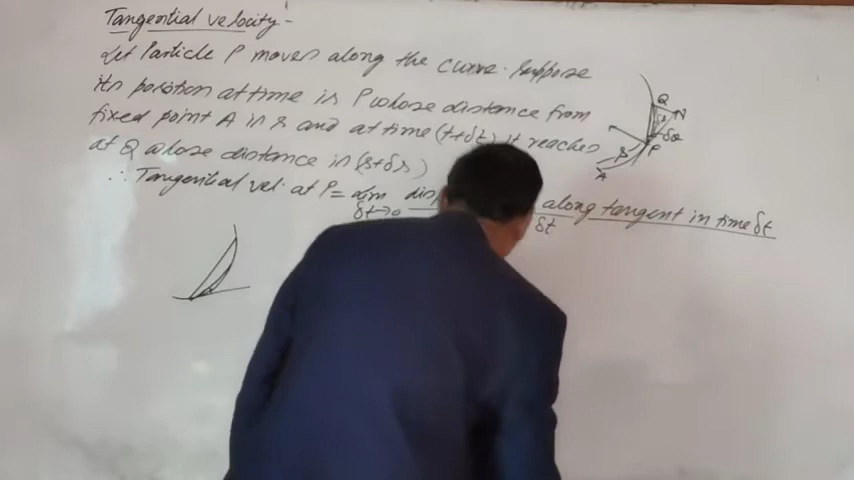 Tangential velocity:-
Let Particle P moves along the curve. Suppose
its position at time is P whose distance from
fixed point A is s and at time (t+δt) it reaches
at Q whose distance is (s+δs)
∴ Tangential vel. at P = lim δt→0 along tangent in time δt
δt
Q
N
δθ
P
s
A